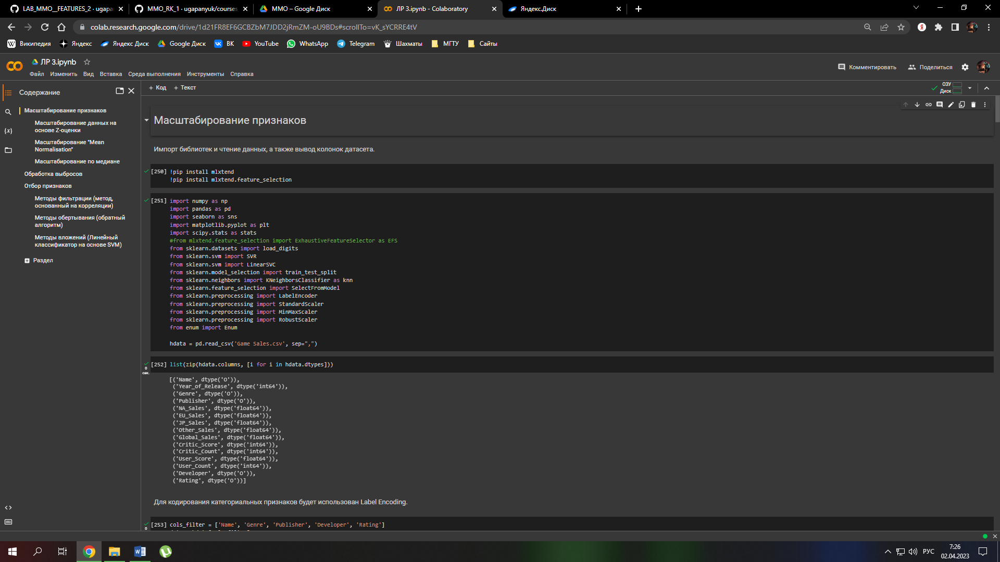 LAB_MMO__FEATURES_2 · ugapan
MMO_RK_1 · ugapanyuk/courses_
MMO – Google Диск
ЛР 3.ipynb - Colaboratory
Яндекс.Диск
colab.research.google.com/drive/1d21FR8EF6GCBZbM7JDD2jRmZM-oU9BDs#scrollTo=vK_sYCRRE4tV
Википедия
Яндекс
Яндекс Диск
Google Диск
ВК
YouTube
WhatsApp
Telegram
Шахматы
МГТУ
Сайты
ЛР 3.ipynb
Файл Изменить Вид Вставка Среда выполнения Инструменты Справка
Комментировать
Поделиться
Содержание
+ Код + Текст
ОЗУ
Диск
Масштабирование признаков
Масштабирование данных на
основе Z-оценки
Масштабирование "Mean
Normalisation"
Масштабирование по медиане
Обработка выбросов
Отбор признаков
Методы фильтрации (метод,
основанный на корреляции)
Методы обертывания (обратный
алгоритм)
Методы вложений (Линейный
классификатор на основе SVM)
Раздел
{x}
Масштабирование признаков
Импорт библиотек и чтение данных, а также вывод колонок датасета.
[250] !pip install mlxtend
!pip install mlxtend.feature_selection
[251] import numpy as np
import pandas as pd
import seaborn as sns
import matplotlib.pyplot as plt
import scipy.stats as stats
#from mlxtend.feature_selection import ExhaustiveFeatureSelector as EFS
from sklearn.datasets import load_digits
from sklearn.svm import SVR
from sklearn.svm import LinearSVC
from sklearn.model_selection import train_test_split
from sklearn.neighbors import KNeighborsClassifier as knn
from sklearn.feature_selection import SelectFromModel
from sklearn.preprocessing import LabelEncoder
from sklearn.preprocessing import StandardScaler
from sklearn.preprocessing import MinMaxScaler
from sklearn.preprocessing import RobustScaler
from enum import Enum
hdata = pd.read_csv('Game Sales.csv', sep=",")
[252] list(zip(hdata.columns, [i for i in hdata.dtypes]))
0
сек.
[('Name', dtype('O')),
('Year_of_Release', dtype('int64')),
('Genre', dtype('O')),
('Publisher', dtype('O')),
('NA_Sales', dtype('float64')),
('EU_Sales', dtype('float64')),
('JP_Sales', dtype('float64')),
('Other_Sales', dtype('float64')),
('Global_Sales', dtype('float64')),
('Critic_Score', dtype('int64')),
('Critic_Count', dtype('int64')),
('User_Score', dtype('float64')),
('User_Count', dtype('int64')),
('Developer', dtype('O')),
('Rating', dtype('O'))]
Для кодирования категориальных признаков будет использован Label Encoding.
[253] cols_filter = ['Name', 'Genre', 'Publisher', 'Developer', 'Rating']
0
РУС
7:26
02.04.2023